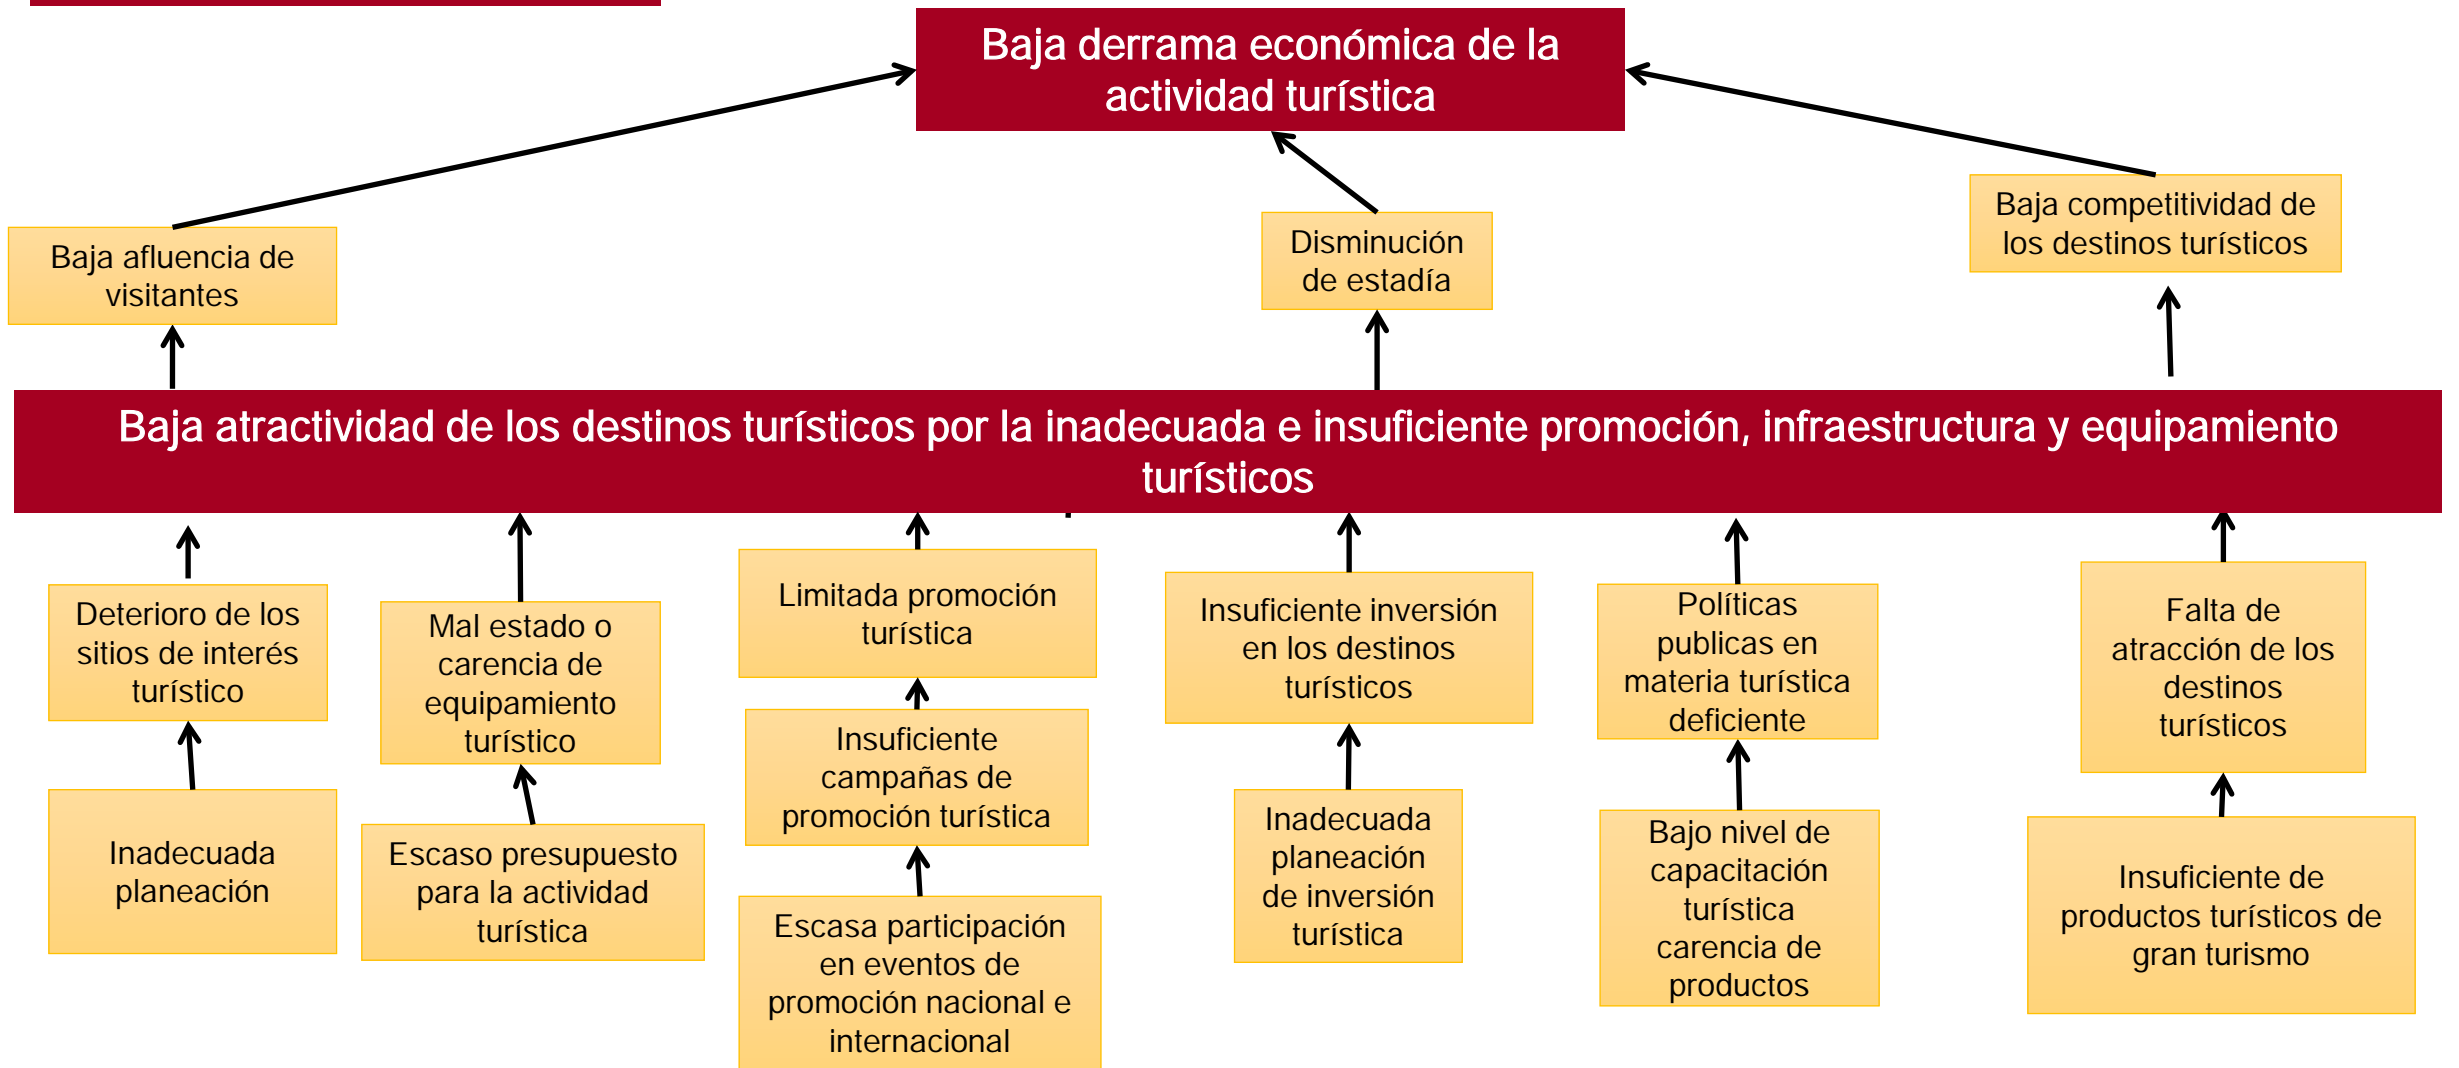 Baja derrama económica de la
actividad turística
Baja afluencia de
visitantes
Disminución
de estadía
Baja competitividad de
los destinos turísticos
Baja atractividad de los destinos turísticos por la inadecuada e insuficiente promoción, infraestructura y equipamiento
turísticos
Deterioro de los
sitios de interés
turístico
Mal estado o
carencia de
equipamiento
turístico
Limitada promoción
turística
Insuficiente inversión
en los destinos
turísticos
Políticas
publicas en
materia turística
deficiente
Falta de
atracción de los
destinos
turísticos
Inadecuada
planeación
Escaso presupuesto
para la actividad
turística
Insuficiente
campañas de
promoción turística
Escasa participación
en eventos de
promoción nacional e
internacional
Inadecuada
planeación
de inversión
turística
Bajo nivel de
capacitación
turística
carencia de
productos
Insuficiente de
productos turísticos de
gran turismo